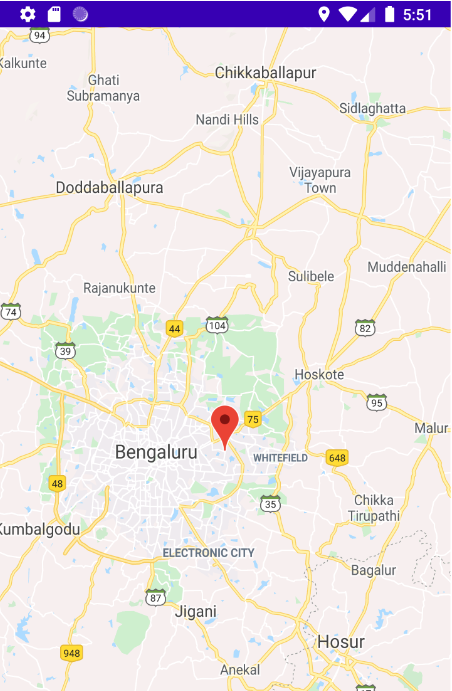 5:51
94
Kalkunte
Chikkaballapur
Ghati
Subramanya
Sidlaghatta
Nandi Hills
Vijayapura
Town
Doddaballapura
Muddenahalli
Sulibele
Rajanukunte
74
44
104
82
39
Hoskote
95
75
Malur
Bengaluru
WHITEFIELD
648
48
35
Chikka
Tirupathi
Kumbalgodu
ELECTRONIC CITY
Bagalur
87
Jigani
Hosur
948
Anekal